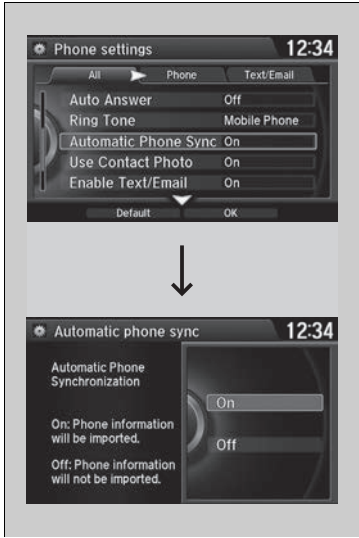 Phone settings 12:34
All Phone Text/Email
Auto Answer Off
Ring Tone Mobile Phone
Automatic Phone Sync On
Use Contact Photo On
Enable Text/Email On
Default OK
Automatic phone sync 12:34
Automatic Phone
Synchronization
On
On: Phone information
will be imported.
Off
Off: Phone information
will not be imported.